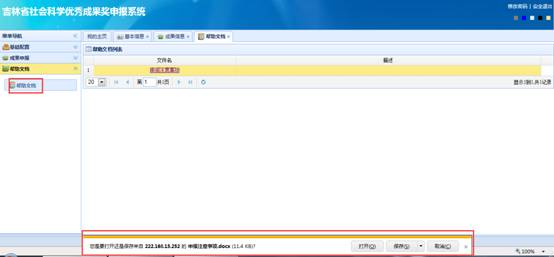 吉林省社会科学优秀成果奖申报系统
修改密码 | 安全退出
菜单导航
基础配置
成果申报
帮助文档
帮助文档
我的主页 基本信息 × 成果信息 × 帮助文档 ×
帮助文档列表
文件名 描述
1
20 第 1 共1页 显示1到1,共1记录
您是要打开还是保存来自 222.160.15.252 的 申报注意事项.docx (11.4 KB)?
打开(O) 保存(S) 取消(C)
100%